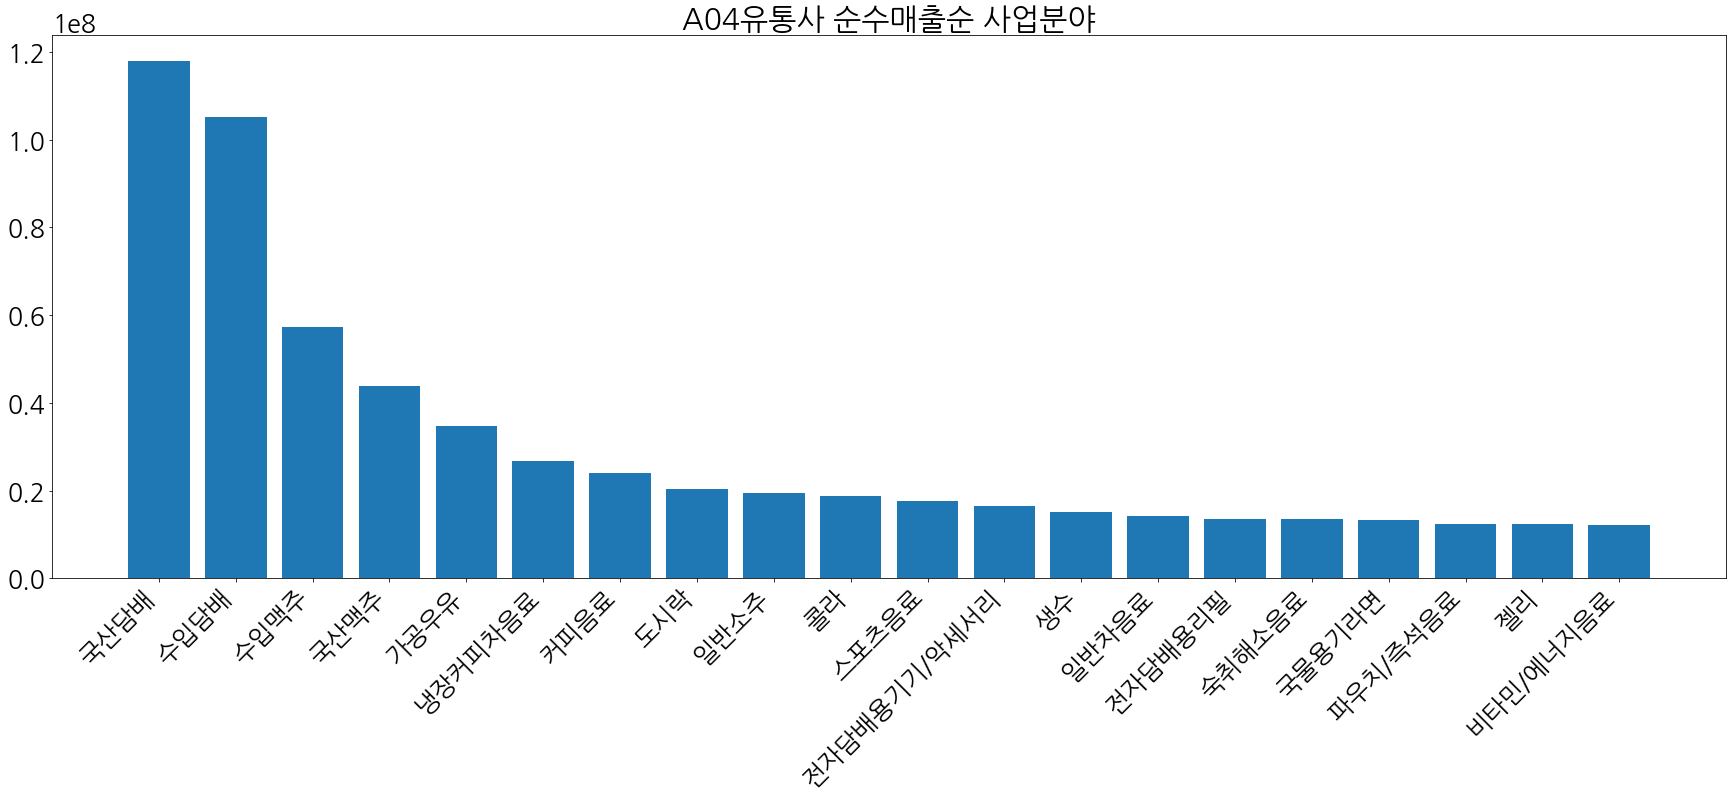 A04유통사 순수매출순 사업분야
1e8
1.2
1.0
0.8
0.6
0.4
0.2
0.0
국산담배
수입담배
수입맥주
국산맥주
가공우유
냉장커피차음료
커피음료
도시락
일반소주
콜라
스포츠음료
전자담배용기기/악세서리
생수
일반차음료
전자담배용리필
숙취해소음료
국물용기라면
파우치/즉석음료
젤리
비타민/에너지음료